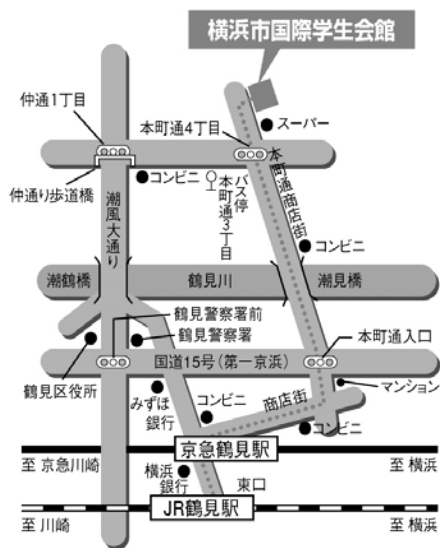 横浜市国際学生会館
仲通1丁目
本町通4丁目
スーパー
仲通り歩道橋
コンビニ
バス停
本町通3丁目
本町通商店街
潮風大通り
コンビニ
潮鶴橋
鶴見川
潮見橋
鶴見警察署前
鶴見警察署
本町通入口
国道15号(第一京浜)
鶴見区役所
マンション
みずほ
銀行
コンビニ
商店街
コンビニ
京急鶴見駅
至 京急川崎
至 横浜
横浜
銀行
東口
JR鶴見駅
至 川崎
至 横浜